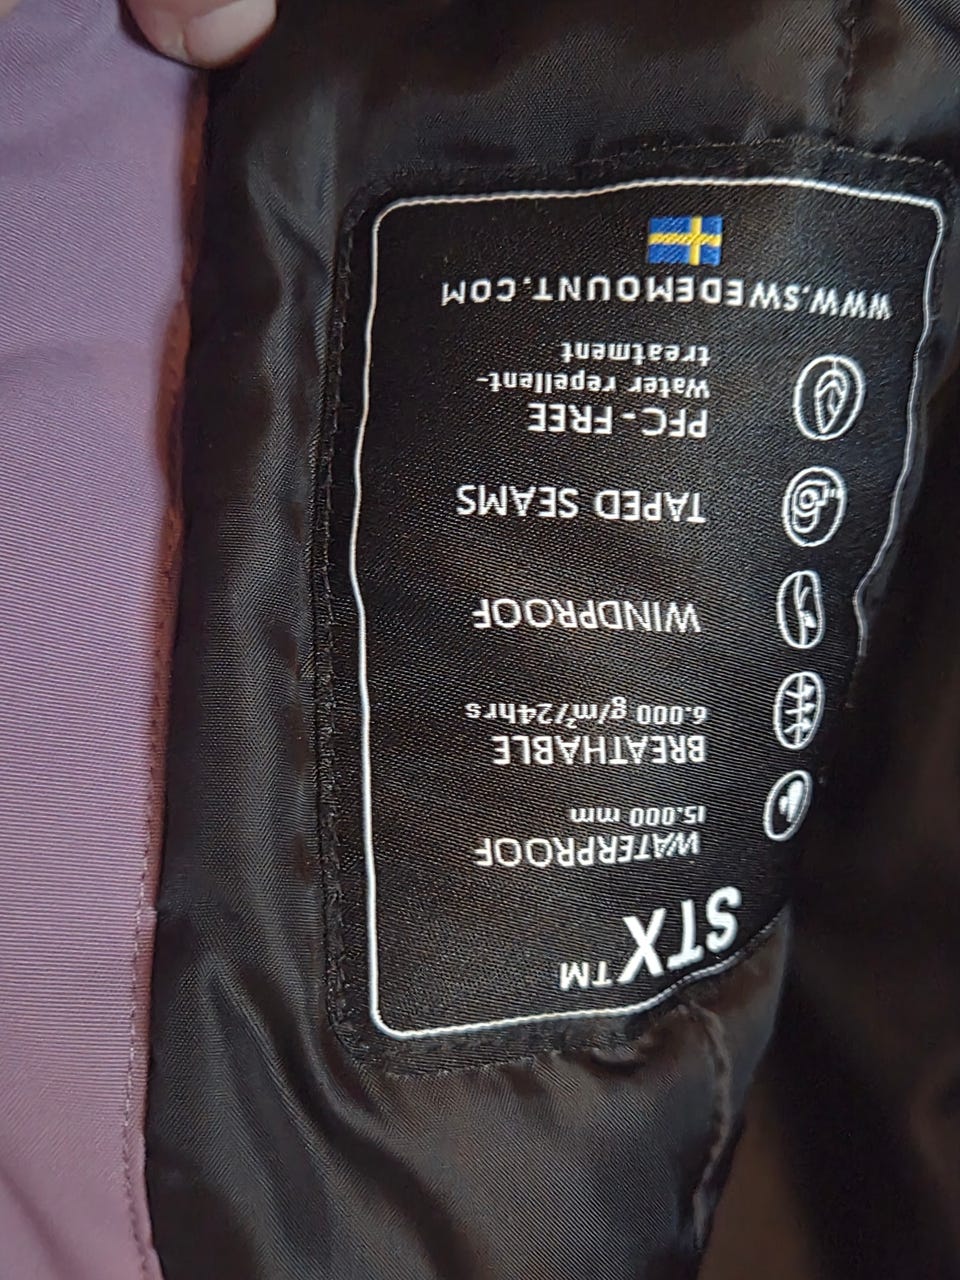 STX™
WATERPROOF
15.000 mm
BREATHABLE
6.000 g/m²/24hrs
WINDPROOF
TAPED SEAMS
PFC-FREE
Water repellent-
treatment
WWW.SWEDEMOUNT.COM